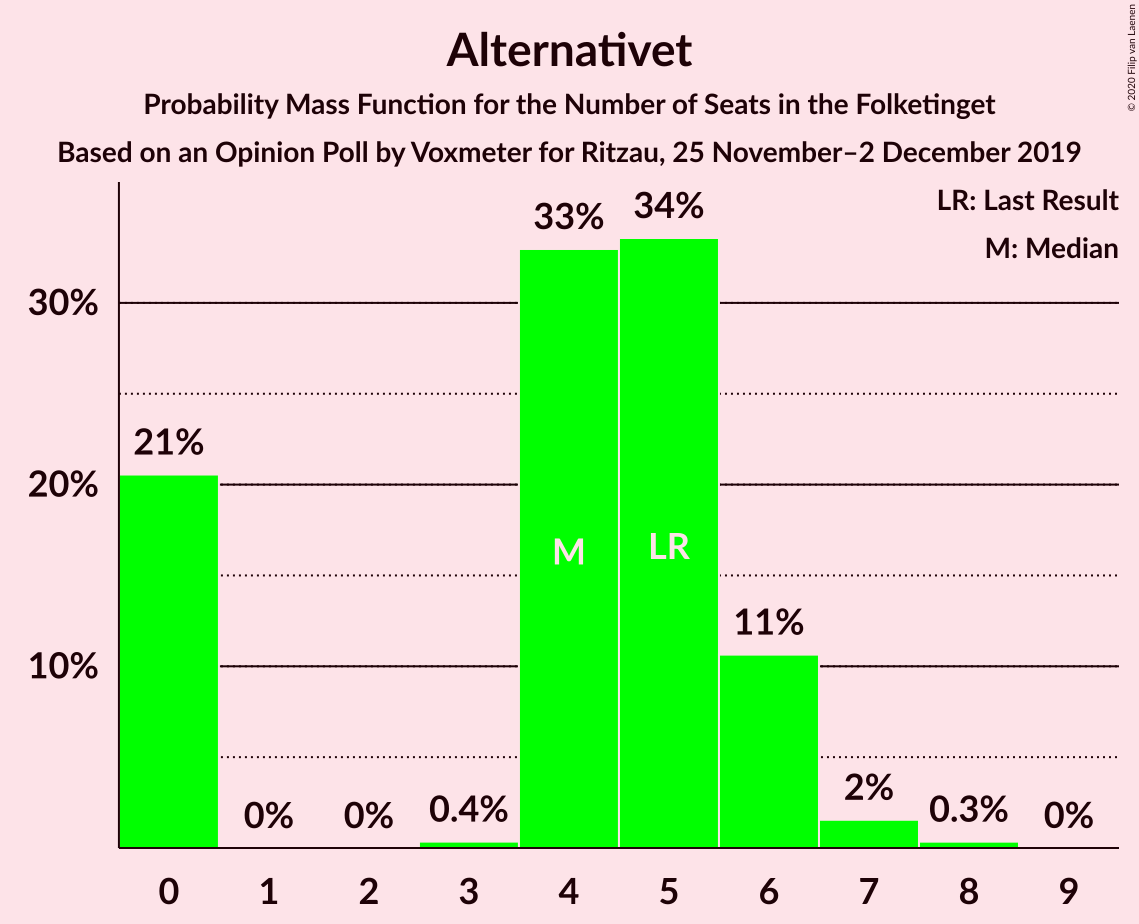 Alternativet
Probability Mass Function for the Number of Seats in the Folketinget
Based on an Opinion Poll by Voxmeter for Ritzau, 25 November–2 December 2019
© 2020 Filip van Laenen
LR: Last Result
M: Median
30%
20%
10%
21%
0%
0%
0.4%
33%
34%
11%
2%
0.3%
0%
M
LR
0
1
2
3
4
5
6
7
8
9